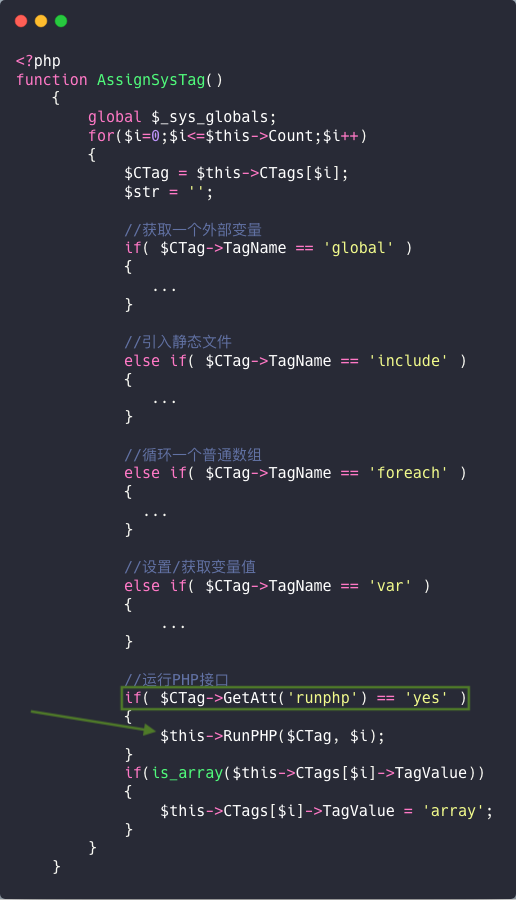 <?php
function AssignSysTag()
    {
        global $_sys_globals;
        for($i=0;$i<=$this->Count;$i++)
        {
            $CTag = $this->CTags[$i];
            $str = '';

            //获取一个外部变量
            if( $CTag->TagName == 'global' )
            {
               ...
            }

            //引入静态文件
            else if( $CTag->TagName == 'include' )
            {
               ...
            }

            //循环一个普通数组
            else if( $CTag->TagName == 'foreach' )
            {
              ...
            }

            //设置/获取变量值
            else if( $CTag->TagName == 'var' )
            {
                ...
            }

            //运行PHP接口
            if( $CTag->GetAtt('runphp') == 'yes' )
            {
                $this->RunPHP($CTag, $i);
            }
            if(is_array($this->CTags[$i]->TagValue))
            {
                $this->CTags[$i]->TagValue = 'array';
            }
        }
    }